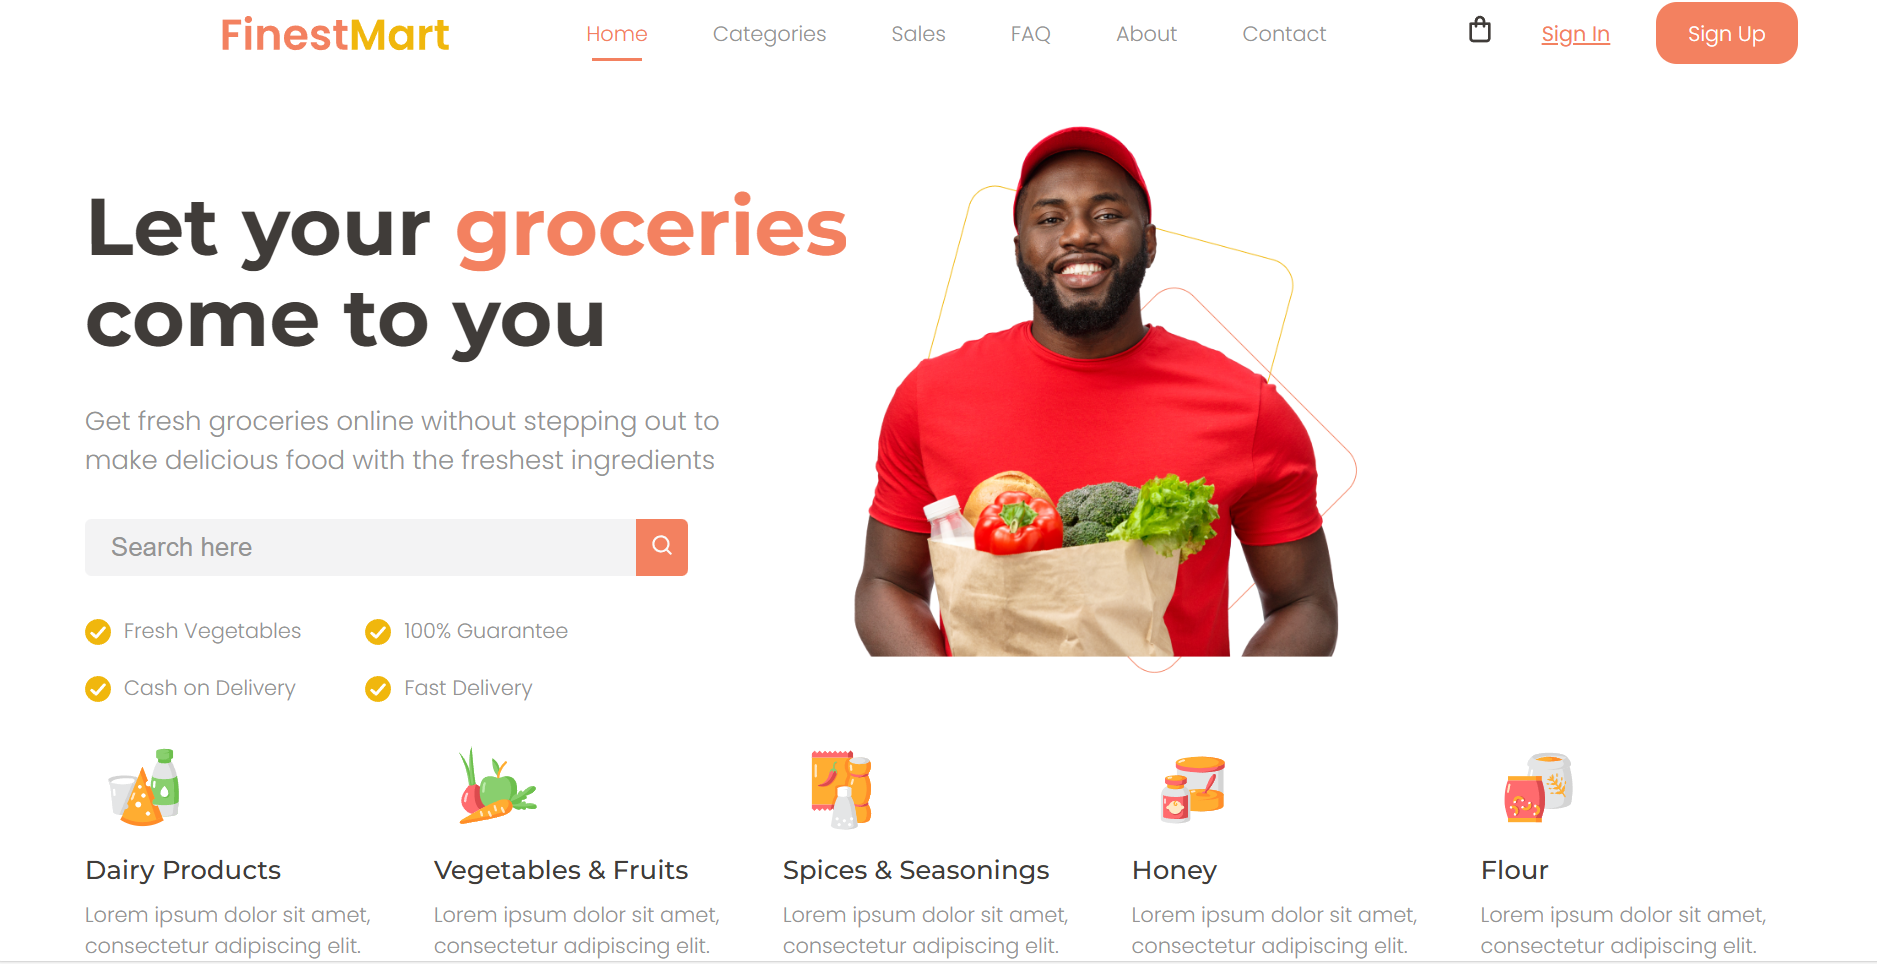 FinestMart
Home Categories Sales FAQ About Contact Sign In Sign Up
Let your groceries
come to you
Get fresh groceries online without stepping out to
make delicious food with the freshest ingredients
Search here
Fresh Vegetables 100% Guarantee
Cash on Delivery Fast Delivery
Dairy Products
Lorem ipsum dolor sit amet,
consectetur adipiscing elit.
Vegetables & Fruits
Lorem ipsum dolor sit amet,
consectetur adipiscing elit.
Spices & Seasonings
Lorem ipsum dolor sit amet,
consectetur adipiscing elit.
Honey
Lorem ipsum dolor sit amet,
consectetur adipiscing elit.
Flour
Lorem ipsum dolor sit amet,
consectetur adipiscing elit.